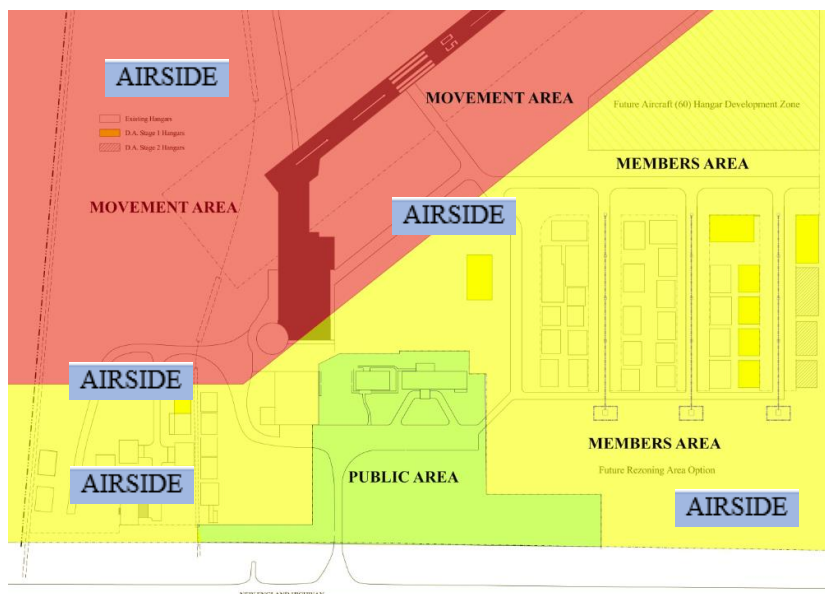 05
AIRSIDE
MOVEMENT AREA
Future Aircraft (60) Hangar Development Zone
Existing Hangars
D.A. Stage 1 Hangars
D.A. Stage 2 Hangars
MEMBERS AREA
MOVEMENT AREA
AIRSIDE
AIRSIDE
MEMBERS AREA
Future Rezoning Area Option
PUBLIC AREA
AIRSIDE
AIRSIDE